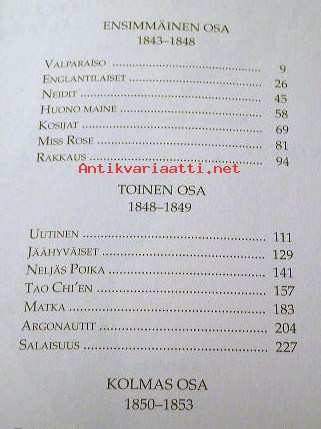 ENSIMMÄINEN OSA
1843–1848
VALPARAÍSO 9
ENGLANTILAISET 26
NEIDIT 45
HUONO MAINE 58
KOSIJAT 69
MISS ROSE 81
RAKKAUS 94
Antikvariaatti.net
TOINEN OSA
1848–1849
UUTINEN 111
JÄÄHYVÄISET 129
NELJÄS POIKA 141
TAO CHI'EN 157
MATKA 183
ARGONAUTIT 204
SALAISUUS 227
KOLMAS OSA
1850–1853